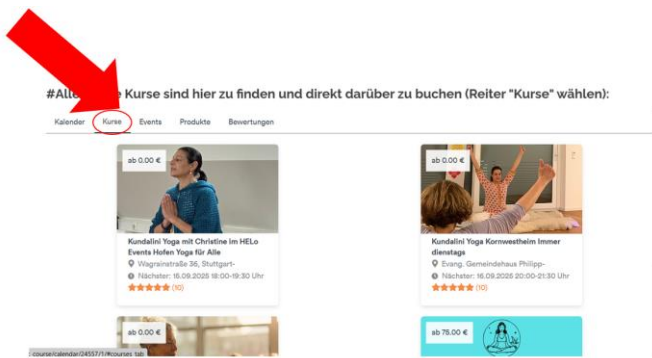 #Alle Kurse sind hier zu finden und direkt darüber zu buchen (Reiter "Kurse" wählen):
Kalender Kurse Events Produkte Bewertungen
ab 0.00 €
ab 0.00 €
Kundalini Yoga mit Christine im HELo
Events Hofen Yoga für Alle
Wagrainstraße 36, Stuttgart-
Nächster: 16.09.2025 18:00-19:30 Uhr
(10)
Kundalini Yoga Kornwestheim Immer
dienstags
Evang. Gemeindehaus Philipp-
Nächster: 16.09.2025 20:00-21:30 Uhr
(10)
ab 0.00 €
ab 75.00 €
course/calendar/24557/1/#courses_tab